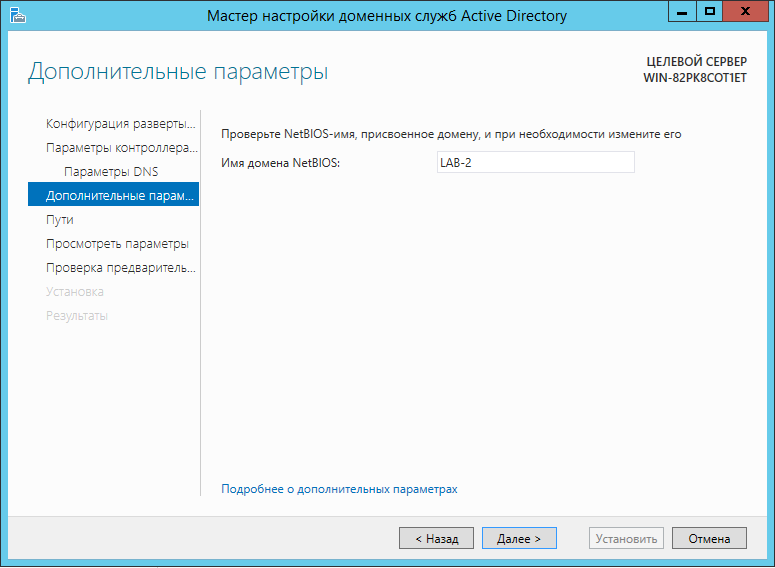 Мастер настройки доменных служб Active Directory
Дополнительные параметры
ЦЕЛЕВОЙ СЕРВЕР
WIN-82PK8COT1ET
Конфигурация разверты...
Параметры контроллера...
Параметры DNS
Дополнительные парам...
Пути
Просмотреть параметры
Проверка предваритель...
Установка
Результаты
Проверьте NetBIOS-имя, присвоенное домену, и при необходимости измените его
Имя домена NetBIOS:
LAB-2
Подробнее о дополнительных параметрах
< Назад
Далее >
Установить
Отмена